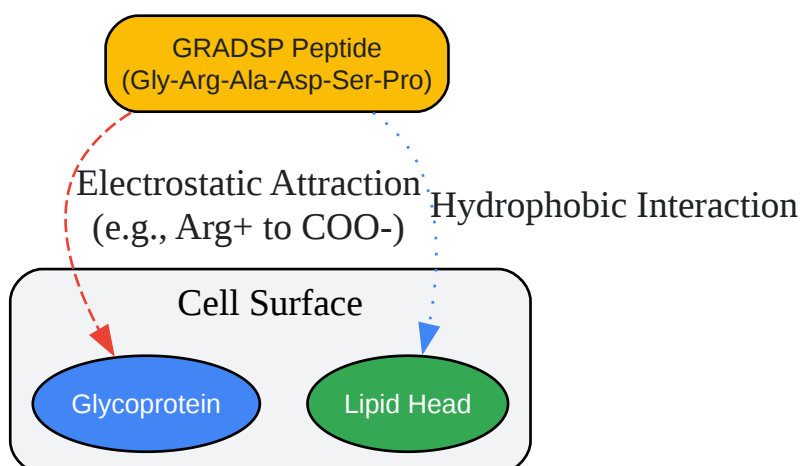 GRADSP Peptide
(Gly-Arg-Ala-Asp-Ser-Pro)
Electrostatic Attraction
(e.g., Arg+ to COO-)
Hydrophobic Interaction
Cell Surface
Glycoprotein
Lipid Head